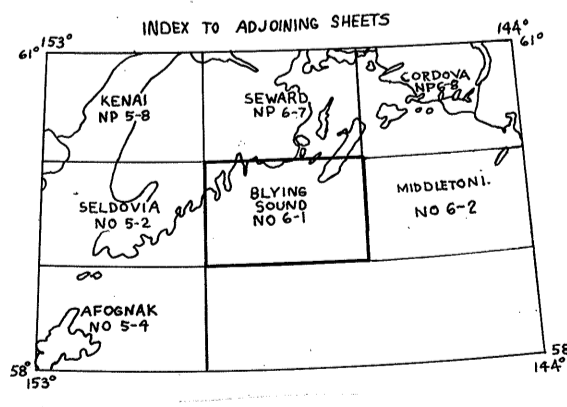 INDEX TO ADJOINING SHEETS
153°
144°
61°
61°
KENAI
NP 5-8
SEWARD
NP 6-7
CORDOVA
NP 6-8
SELDOVIA
NO 5-2
BLYING
SOUND
NO 6-1
MIDDLETON I.
NO 6-2
AFOGNAK
NO 5-4
58°
58
153°
144°